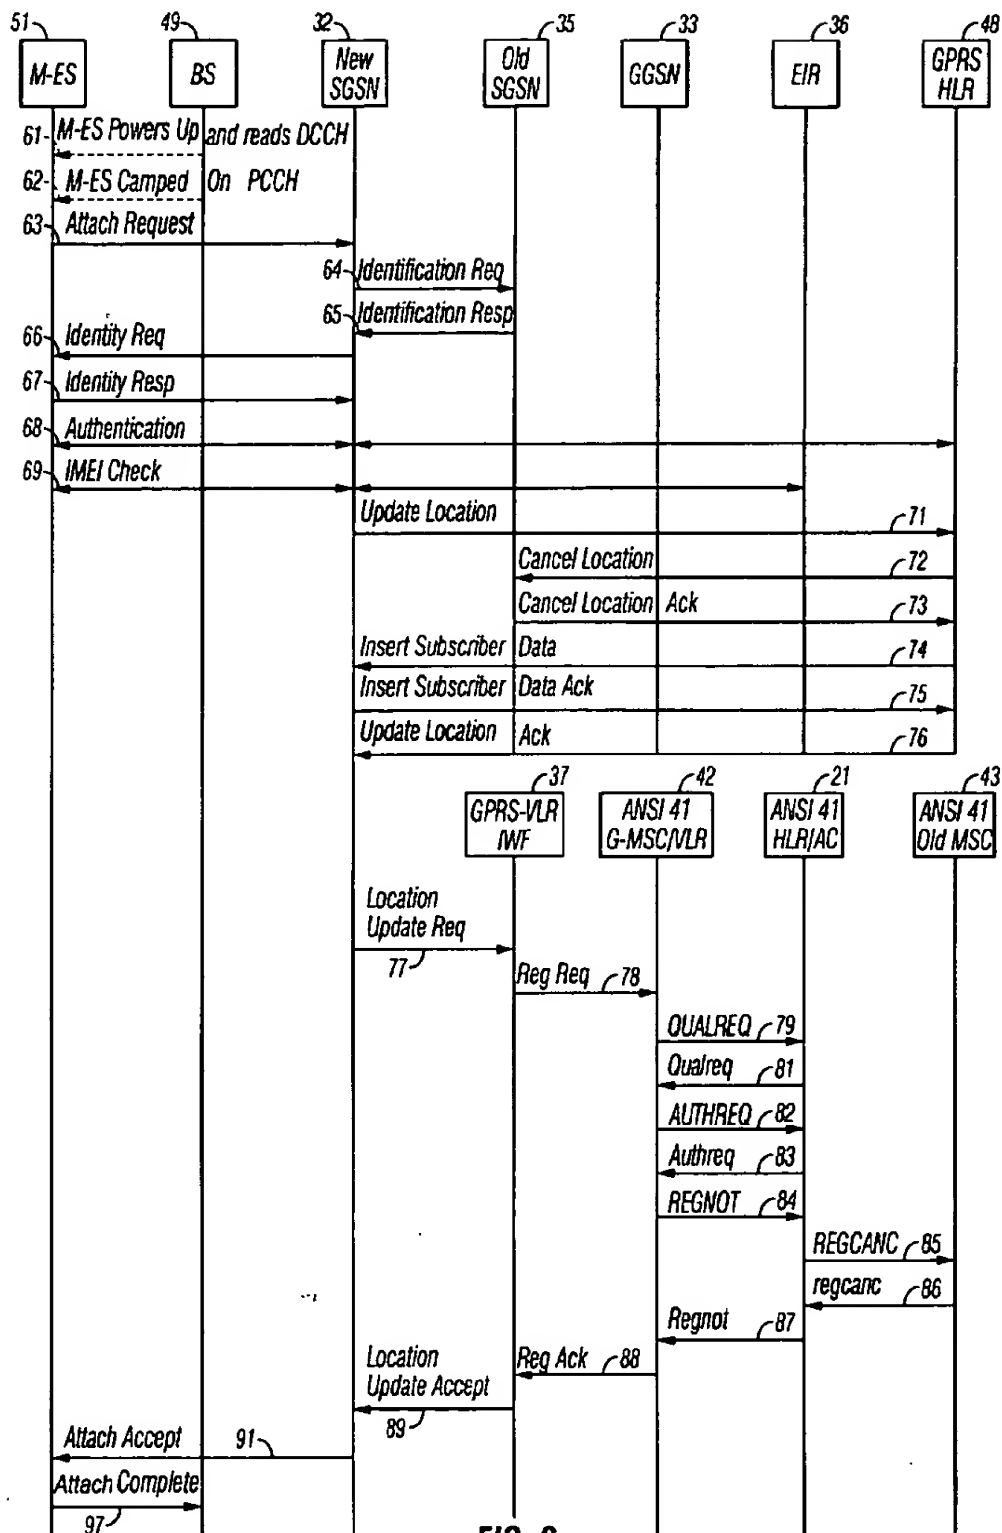 51 49 32 35 33 36 48
M-ES BS New SGSN Old SGSN GGSN EIR GPRS HLR
61 M-ES Powers Up and reads DCCH
62 M-ES Camped On PCCH
63 Attach Request
64 Identification Req
65 Identification Resp
66 Identity Req
67 Identity Resp
68 Authentication
69 IMEI Check
Update Location 71
Cancel Location 72
Cancel Location Ack 73
Insert Subscriber Data 74
Insert Subscriber Data Ack 75
Update Location Ack 76
37 42 21 43
GPRS-VLR IWF ANSI 41 G-MSC/VLR ANSI 41 HLR/AC ANSI 41 Old MSC
Location
Update Req
77
Reg Req 78
QUALREQ 79
Qualreq 81
AUTHREQ 82
Authreq 83
REGNOT 84
REGCANC 85
regcanc 86
Regnot 87
Reg Ack 88
Location
Update Accept
89
Attach Accept 91
Attach Complete
97